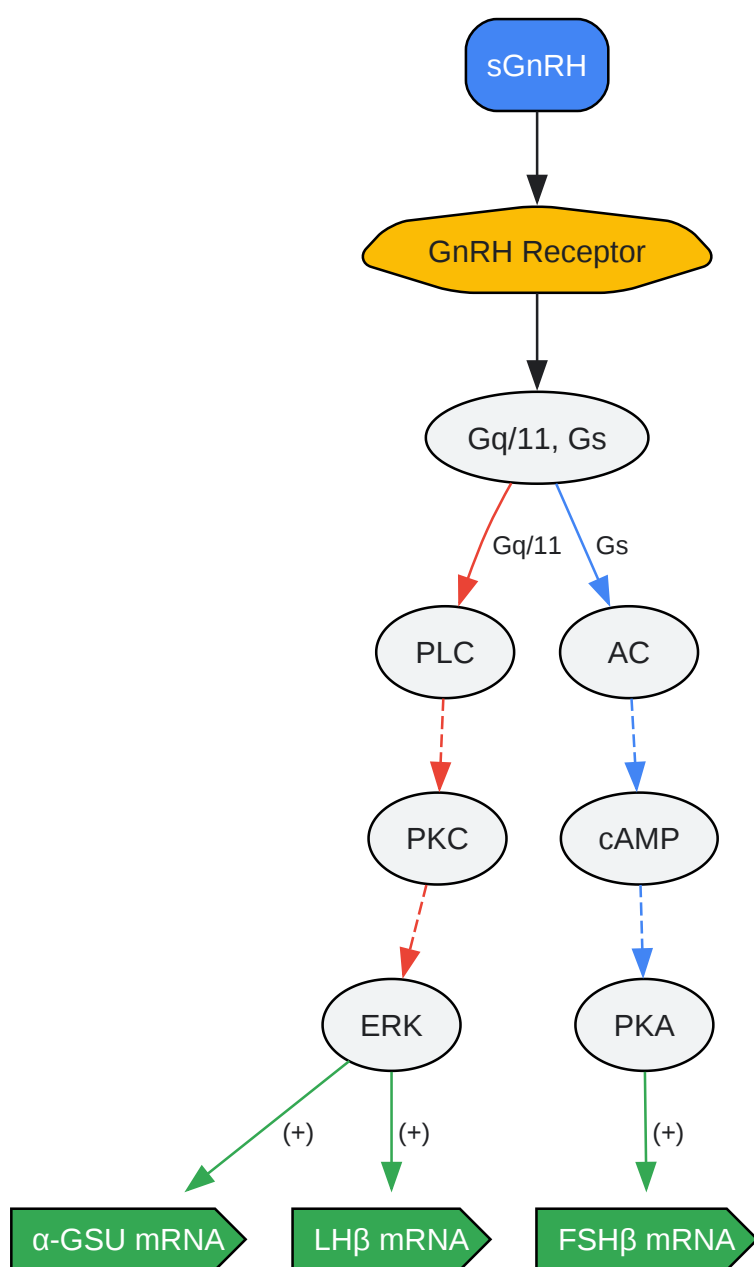 sGnRH
GnRH Receptor
Gq/11, Gs
Gq/11
Gs
PLC
AC
PKC
cAMP
ERK
PKA
(+)
(+)
(+)
α-GSU mRNA
LHβ mRNA
FSHβ mRNA